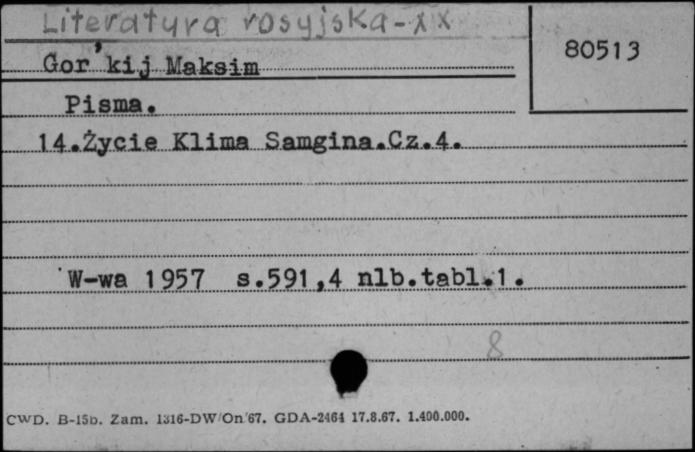 Literatura rosyjska-XX
80513
Gor'kij Maksim
Pisma.
14.Życie Klima Samgina.Cz.4.
W-wa 1957 s.591,4 nlb.tabl.1.
8
CWD. B-15b. Zam. 1316-DW/On/67. GDA-2464 17.8.67. 1.400.000.